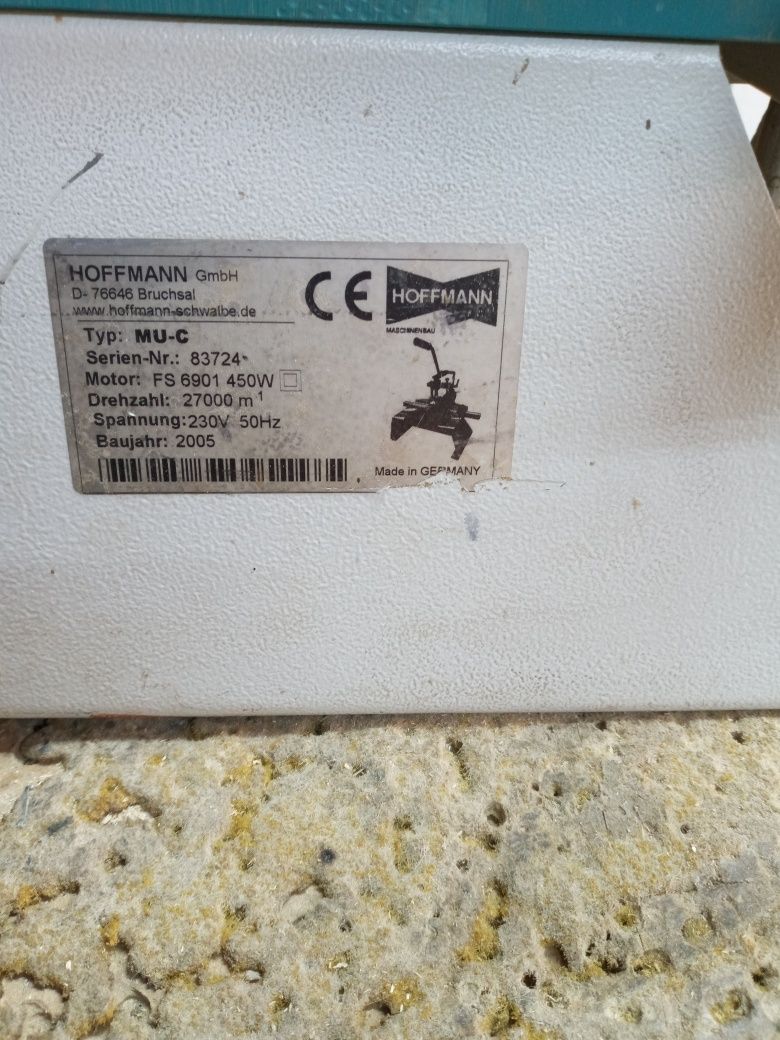 HOFFMANN GmbH
D- 76646 Bruchsal
www.hoffmann-schwalbe.de
CE
HOFFMANN
MASCHINENBAU
Typ: MU-C
Serien-Nr.: 83724
Motor: FS 6901 450W
Drehzahl: 27000 m 1
Spannung:230V 50Hz
Baujahr: 2005
Made in GERMANY